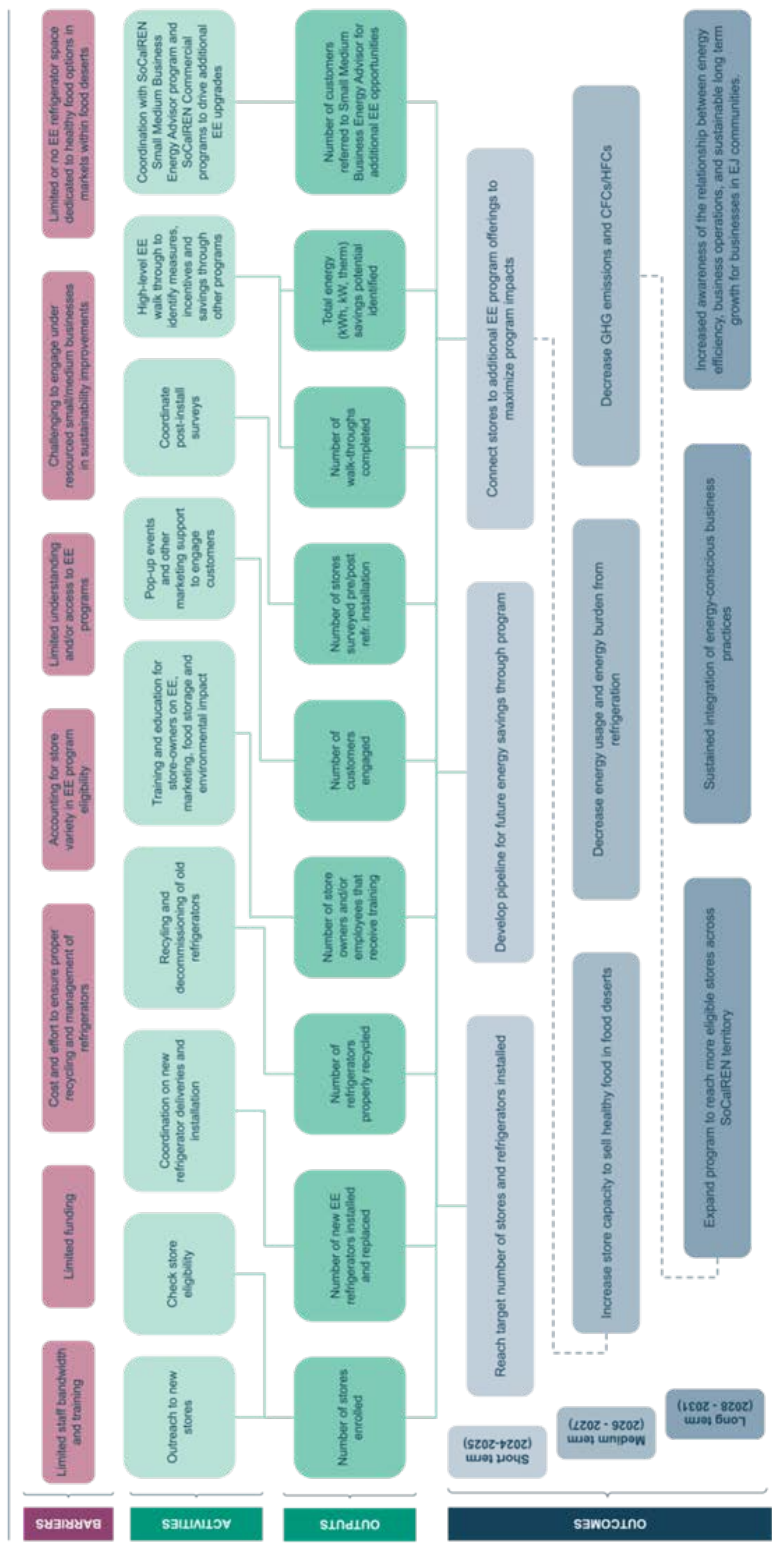 BARRIERS
Limited staff bandwidth
and training
Limited funding
Cost and effort to ensure proper
recycling and management of
refrigerators
Accounting for store
variety in EE program
eligibility
Limited understanding
and/or access to EE
programs
Challenging to engage under
resourced small/medium businesses
in sustainability improvements
Limited or no EE refrigerator space
dedicated to healthy food options in
markets within food deserts
ACTIVITIES
Outreach to new
stores
Check store
eligibility
Coordination on new
refrigerator deliveries and
installation
Recyling and
decommissioning of old
refrigerators
Training and education for
store-owners on EE,
marketing, food storage and
environmental impact
Pop-up events
and other
marketing support
to engage
customers
Coordinate
post-install
surveys
High-level EE
walk through to
identify measures,
incentives and
savings through
other programs
Coordination with SoCalREN
Small Medium Business
Energy Advisor program and
SoCalREN Commercial
programs to drive additional
EE upgrades
OUTPUTS
Number of stores
enrolled
Number of new EE
refrigerators installed
and replaced
Number of
refrigerators
properly recycled
Number of store
owners and/or
employees that
receive training
Number of
customers
engaged
Number of stores
surveyed pre/post
refr. installation
Number of
walk-throughs
completed
Total energy
(kWh, kW, therm)
savings potential
identified
Number of customers
referred to Small Medium
Business Energy Advisor for
additional EE opportunities
OUTCOMES
Short term
(2024-2025)
Reach target number of stores and refrigerators installed
Develop pipeline for future energy savings through program
Connect stores to additional EE program offerings to
maximize program impacts
Medium term
(2026 - 2027)
Increase store capacity to sell healthy food in food deserts
Decrease energy usage and energy burden from
refrigeration
Decrease GHG emissions and CFCs/HFCs
Long term
(2028 - 2031)
Expand program to reach more eligible stores across
SoCalREN territory
Sustained integration of energy-conscious business
practices
Increased awareness of the relationship between energy
efficiency, business operations, and sustainable long term
growth for businesses in EJ communities.